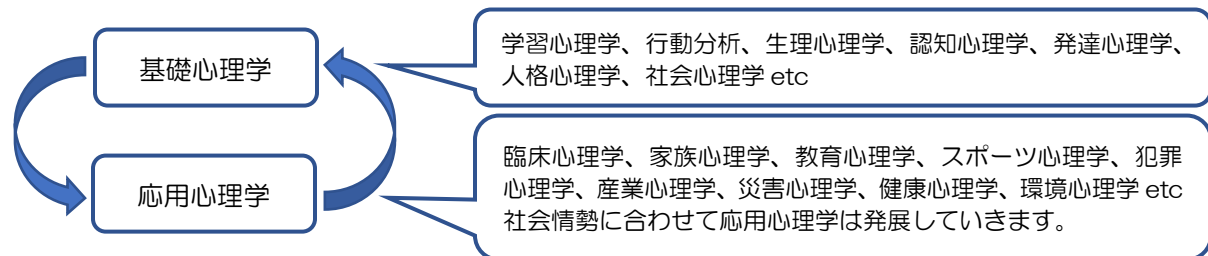 基礎心理学
学習心理学、行動分析、生理心理学、認知心理学、発達心理学、
人格心理学、社会心理学 etc
応用心理学
臨床心理学、家族心理学、教育心理学、スポーツ心理学、犯罪
心理学、産業心理学、災害心理学、健康心理学、環境心理学 etc
社会情勢に合わせて応用心理学は発展していきます。